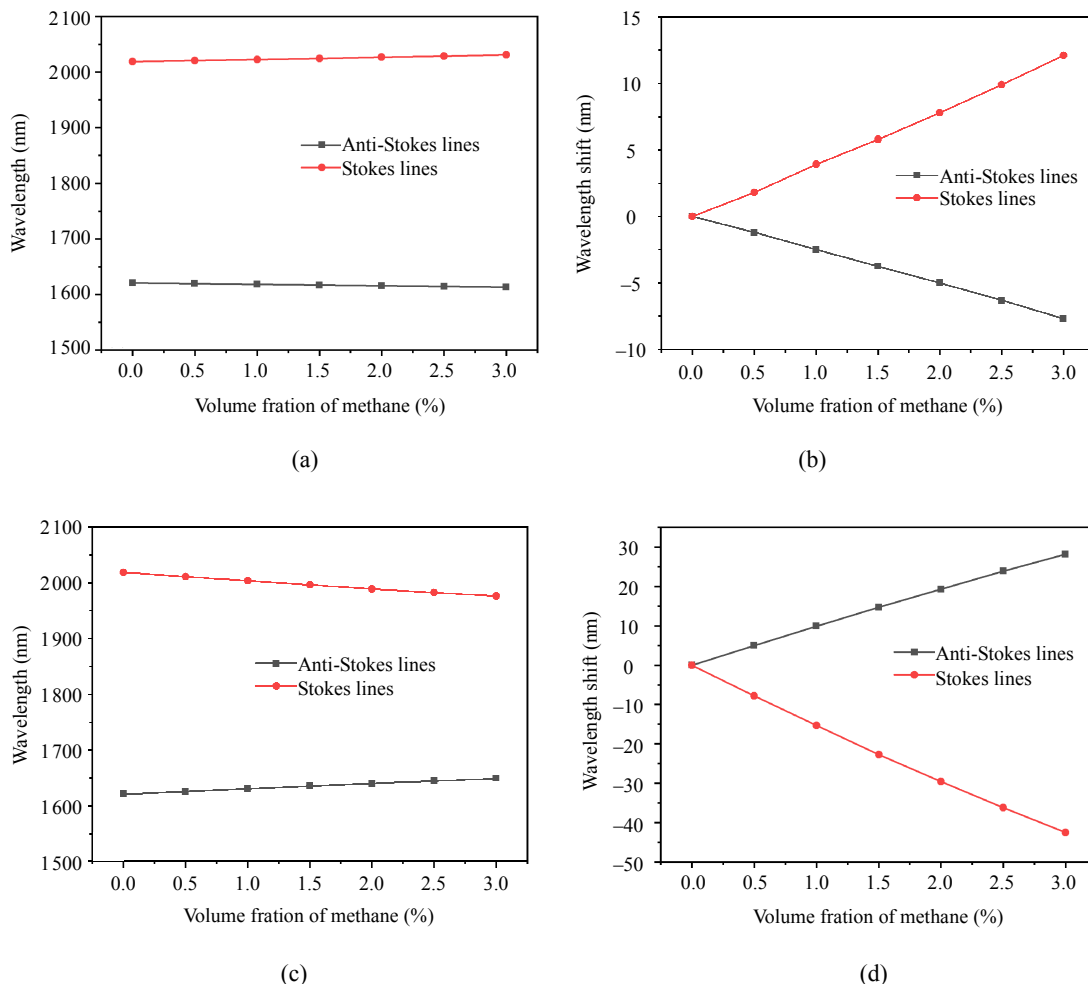 2100
2000
1900
1800
1700
1600
1500
Wavelength (nm)
Anti-Stokes lines
Stokes lines
0.0 0.5 1.0 1.5 2.0 2.5 3.0
Volume fration of methane (%)
(a)
15
10
5
0
−5
−10
Wavelength shift (nm)
Anti-Stokes lines
Stokes lines
0.0 0.5 1.0 1.5 2.0 2.5 3.0
Volume fration of methane (%)
(b)
2100
2000
1900
1800
1700
1600
1500
Wavelength (nm)
Anti-Stokes lines
Stokes lines
0.0 0.5 1.0 1.5 2.0 2.5 3.0
Volume fration of methane (%)
(c)
30
20
10
0
−10
−20
−30
−40
−50
Wavelength shift (nm)
Anti-Stokes lines
Stokes lines
0.0 0.5 1.0 1.5 2.0 2.5 3.0
Volume fration of methane (%)
(d)